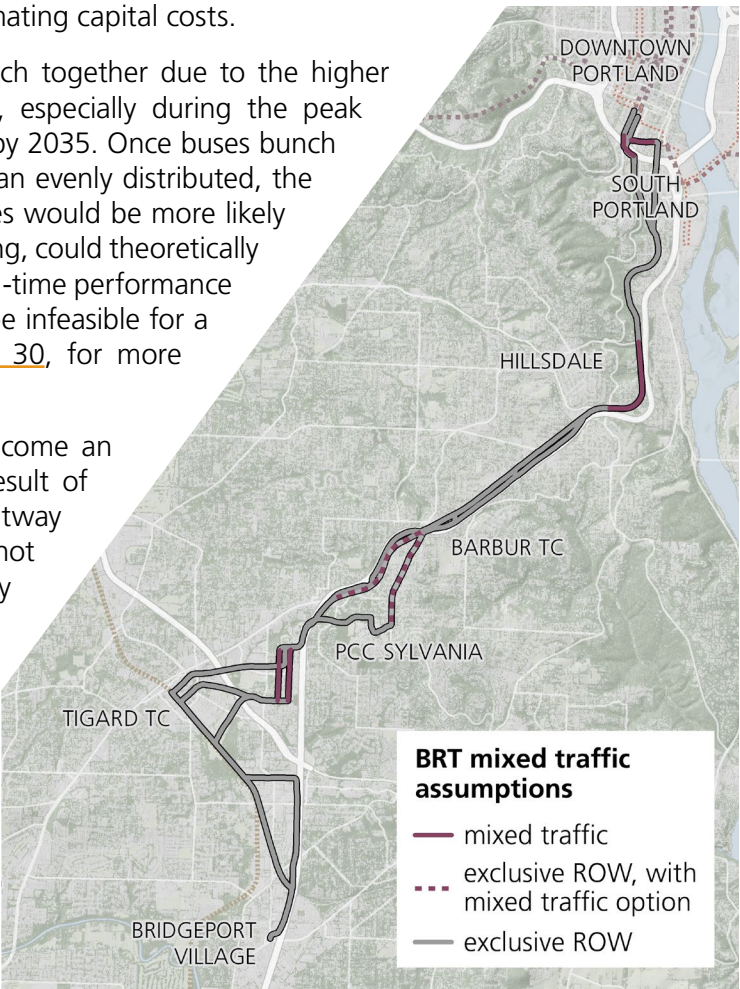 nating capital costs.
ch together due to the higher
, especially during the peak
by 2035. Once buses bunch
an evenly distributed, the
es would be more likely
ng, could theoretically
-time performance
be infeasible for a
30, for more
come an
esult of
tway
not
y
DOWNTOWN
PORTLAND
SOUTH
PORTLAND
HILLSDALE
BARBUR TC
PCC SYLVANIA
TIGARD TC
BRIDGEPORT
VILLAGE
BRT mixed traffic
assumptions
mixed traffic
exclusive ROW, with
mixed traffic option
exclusive ROW